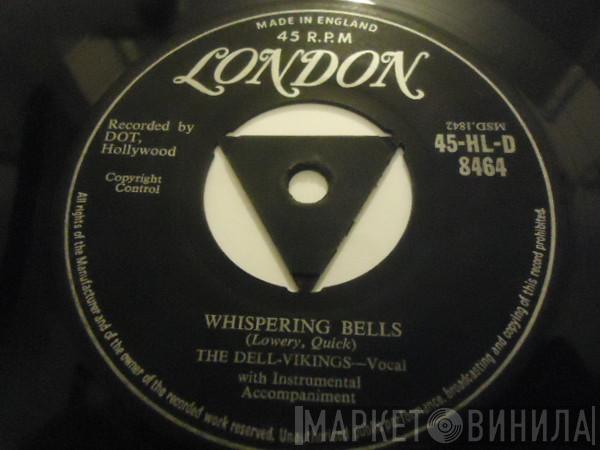 MADE IN ENGLAND
45 R.P.M
LONDON
Recorded by
DOT,
Hollywood
Copyright
Control
MSD.1842
45-HL-D
8464
WHISPERING BELLS
(Lowery, Quick)
THE DELL-VIKINGS—Vocal
with Instrumental
Accompaniment
All rights of the Manufacturer and of the owner of the recorded work reserved. Unauthorised public performance, broadcasting and copying of this record prohibited.
МАРКЕТ ВИНИЛА